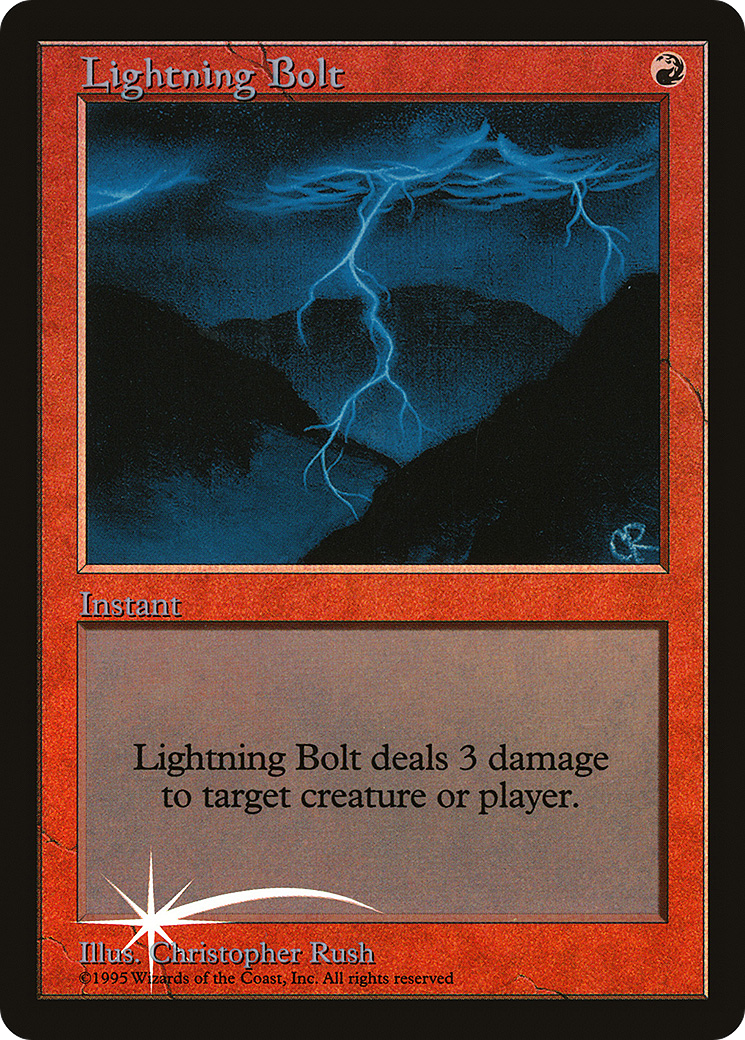 Lightning Bolt
CR
Instant
Lightning Bolt deals 3 damage
to target creature or player.
Illus. Christopher Rush
©1995 Wizards of the Coast, Inc. All rights reserved